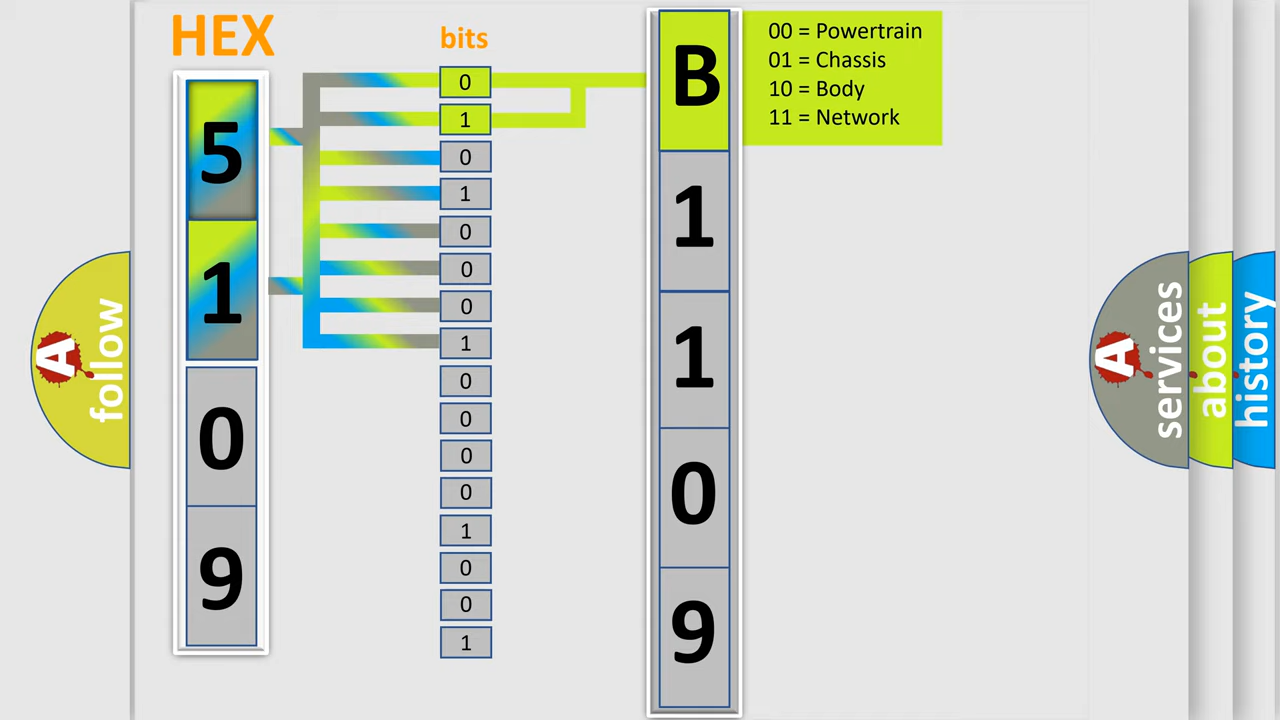 HEX
bits
5
1
0
9
0
1
0
1
0
0
0
1
0
0
0
0
1
0
0
1
B
1
1
0
9
00 = Powertrain
01 = Chassis
10 = Body
11 = Network
A
follow
A
services
about
history